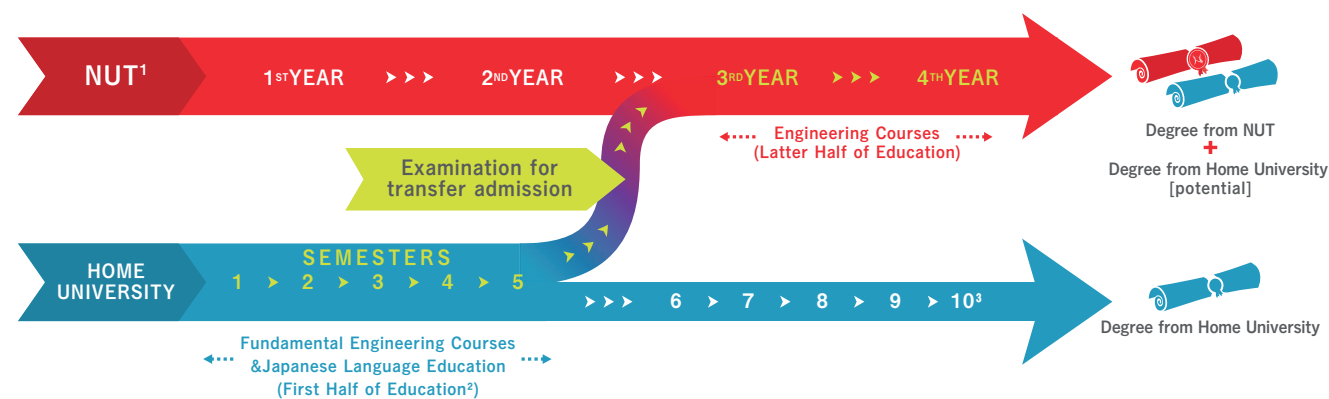 NUT¹
1ST YEAR
2ND YEAR
3RD YEAR
4TH YEAR
Engineering Courses
(Latter Half of Education)
Degree from NUT
+
Degree from Home University
[potential]
Examination for
transfer admission
HOME
UNIVERSITY
SEMESTERS
1 2 3 4 5
6 7 8 9 10³
Degree from Home University
Fundamental Engineering Courses
&Japanese Language Education
(First Half of Education²)